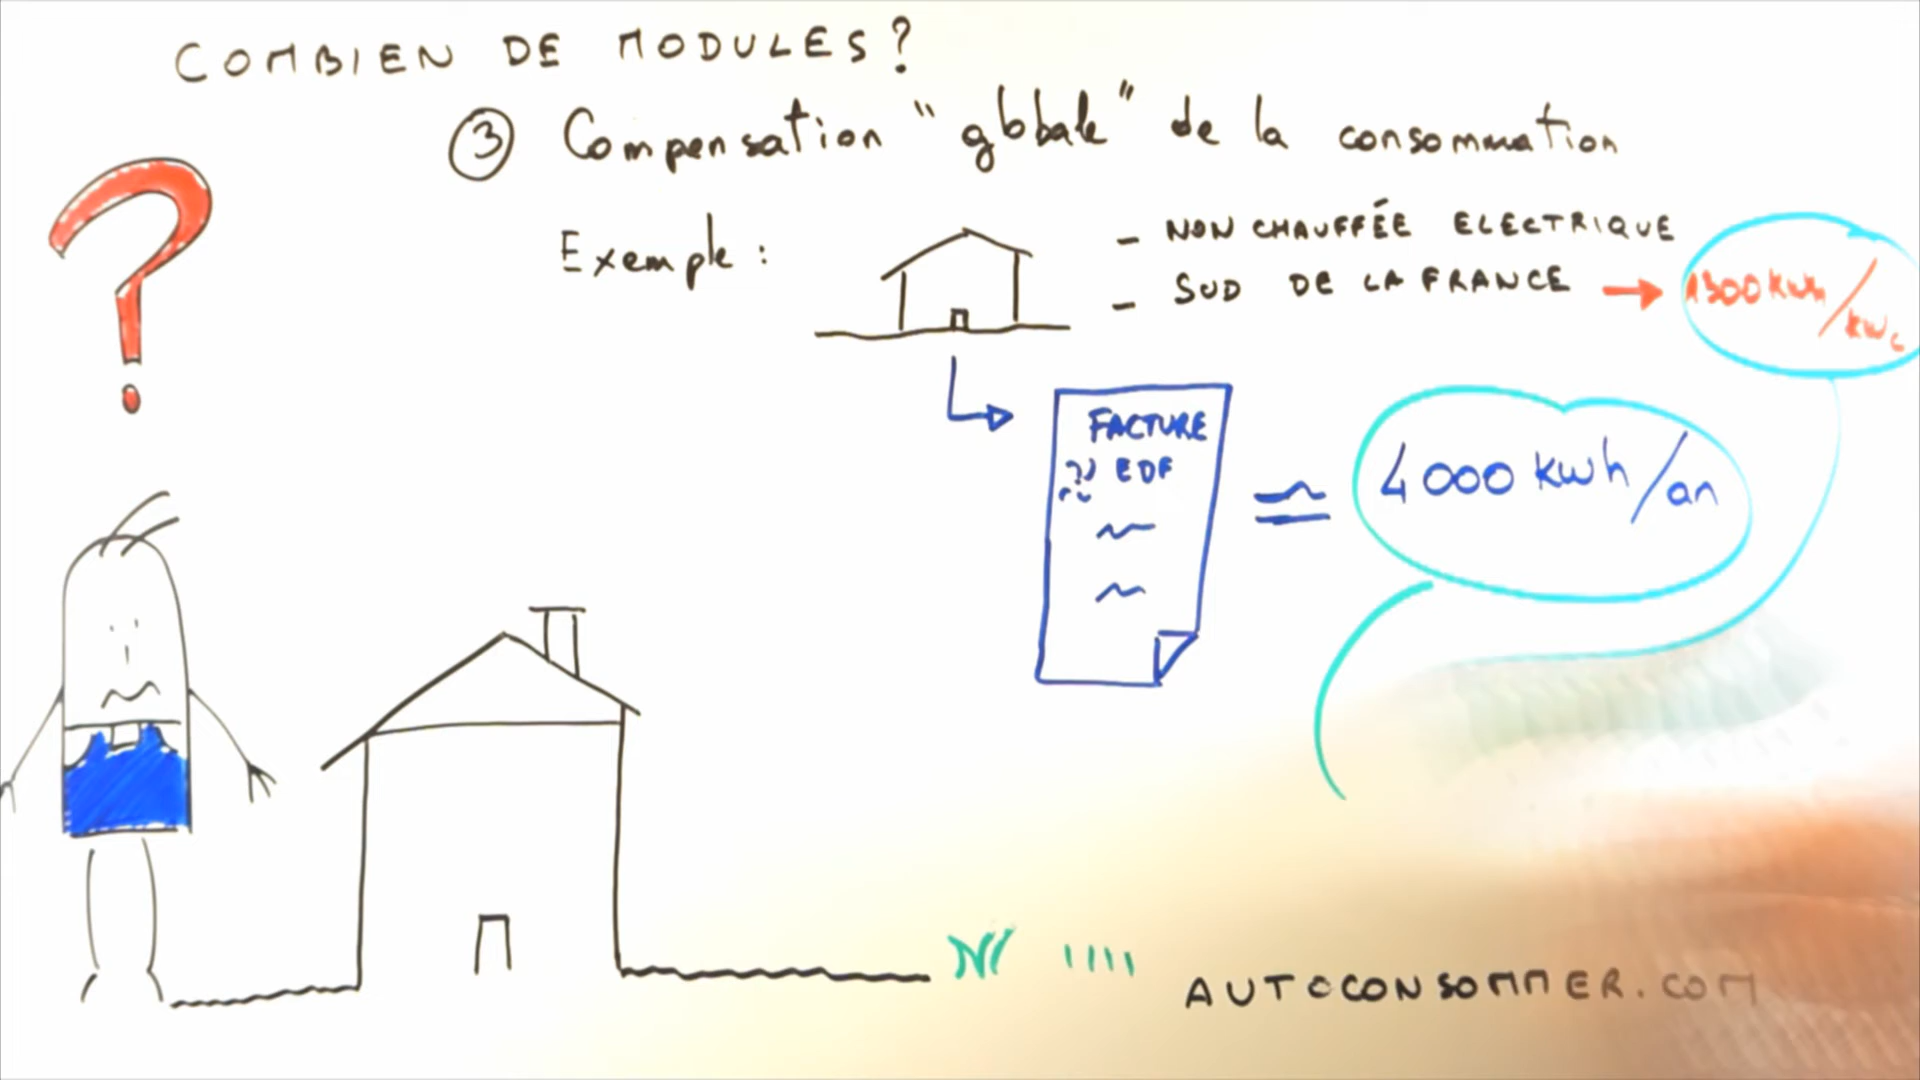 COMBIEN DE MODULES?
③ Compensation "globale" de la consommation
Exemple :
- NON CHAUFFÉE ELECTRIQUE
- SUD DE LA FRANCE → 1300 kwh/kwc
FACTURE
EDF
≃ 4 000 kwh/an
AUTOCONSOMMER.COM